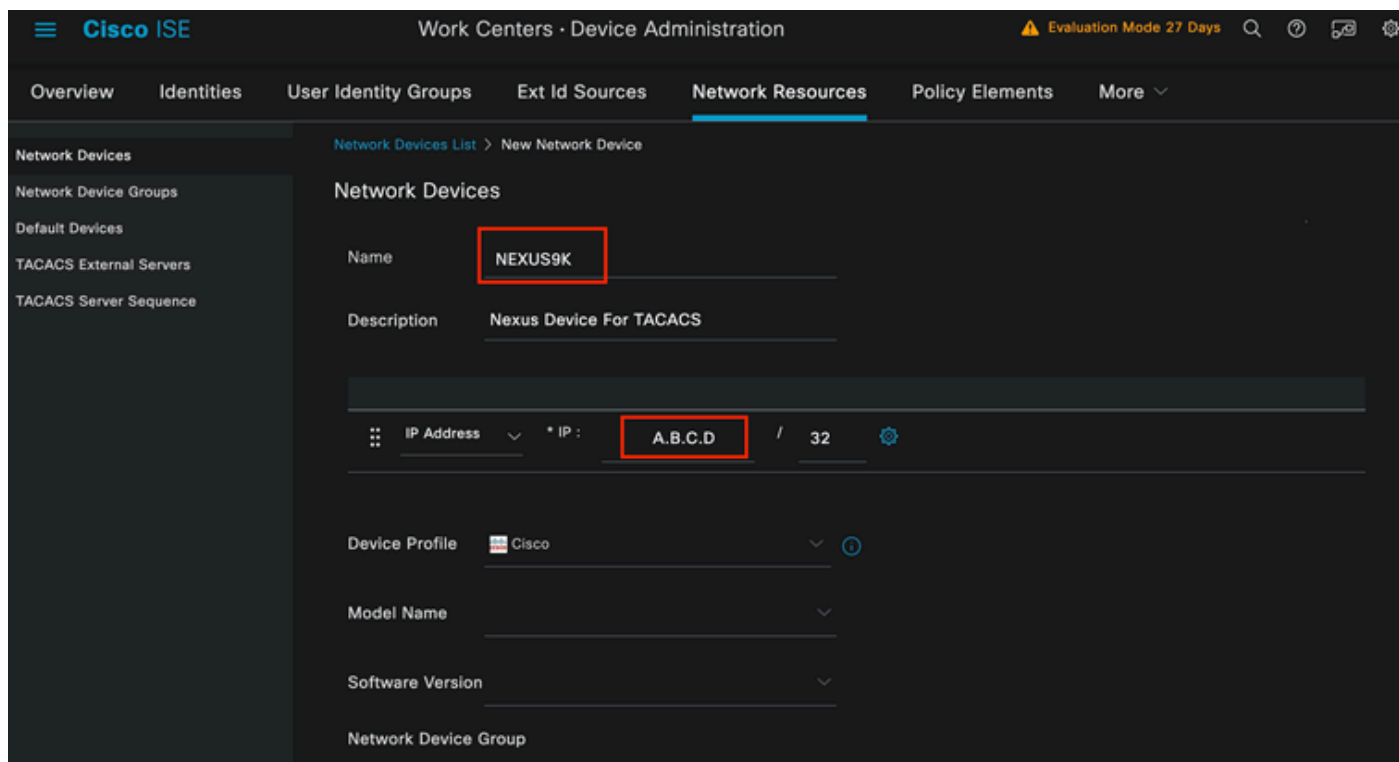 Cisco ISE Work Centers · Device Administration Evaluation Mode 27 Days
Overview Identities User Identity Groups Ext Id Sources Network Resources Policy Elements More
Network Devices
Network Device Groups
Default Devices
TACACS External Servers
TACACS Server Sequence
Network Devices List > New Network Device
Network Devices
Name NEXUS9K
Description Nexus Device For TACACS
IP Address * IP : A.B.C.D / 32
Device Profile Cisco
Model Name
Software Version
Network Device Group